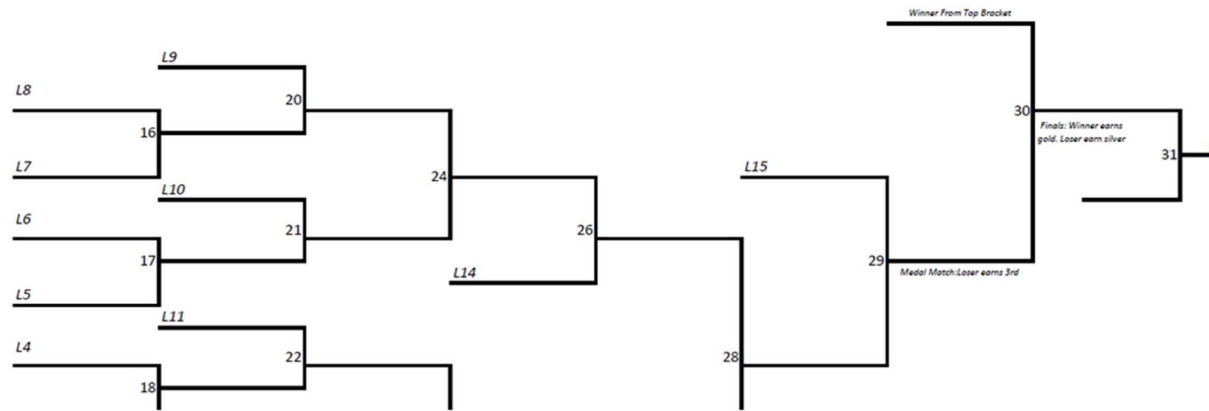 Winner From Top Bracket
L9
L8
20
30
16
Finals: Winner earns
gold. Loser earn silver
31
L7
24
L15
L10
L6
21
26
17
29
L14
Medal Match:Loser earns 3rd
L5
L11
L4
22
28
18